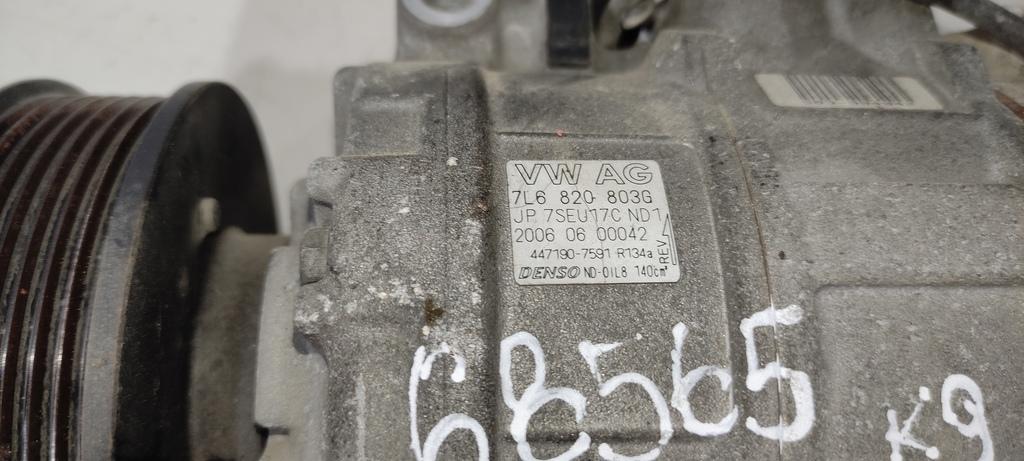 VW AG
7L6 820 803G
JP 7SEU17C ND1
2006 06 00042
447190-7591 R134a
DENSO ND-OIL8 140cm³
REV
68565
K9